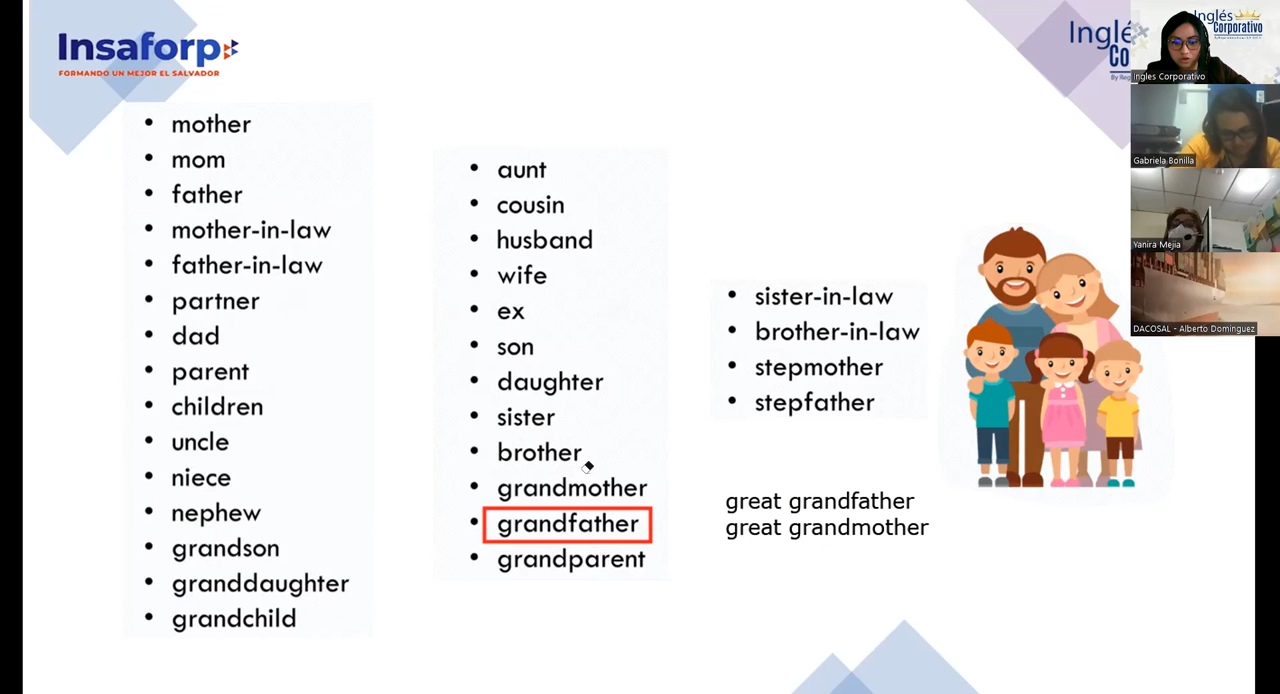 Insaforp
FORMANDO UN MEJOR EL SALVADOR
mother
mom
father
mother-in-law
father-in-law
partner
dad
parent
children
uncle
niece
nephew
grandson
granddaughter
grandchild
aunt
cousin
husband
wife
ex
son
daughter
sister
brother
grandmother
grandfather
grandparent
sister-in-law
brother-in-law
stepmother
stepfather
great grandfather
great grandmother
Inglés
Corporativo
Ingles Corporativo
Gabriela Bonilla
Yanira Mejia
DACOSAL - Alberto Dominguez